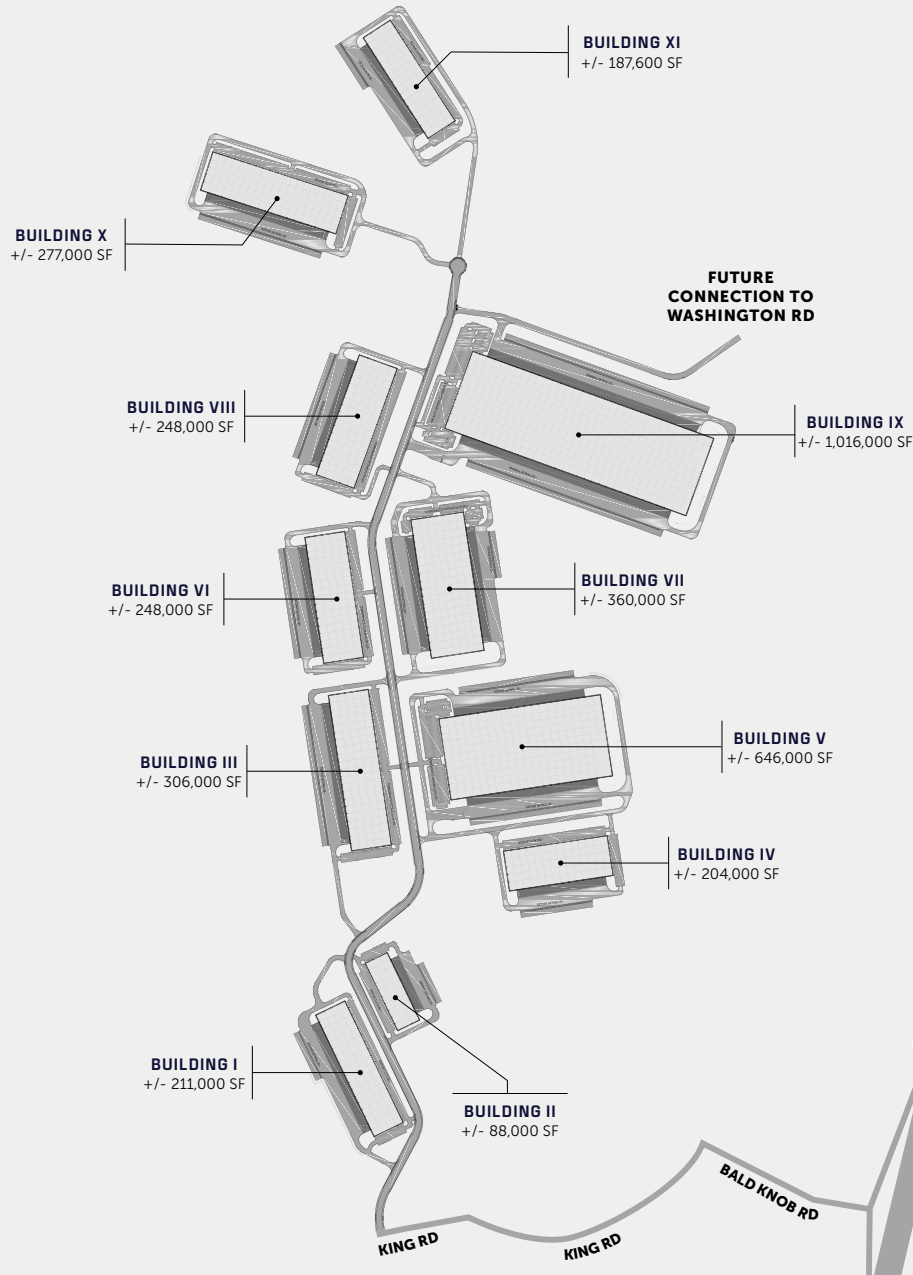 BUILDING XI
+/- 187,600 SF
BUILDING X
+/- 277,000 SF
FUTURE
CONNECTION TO
WASHINGTON RD
BUILDING VIII
+/- 248,000 SF
BUILDING IX
+/- 1,016,000 SF
BUILDING VII
+/- 360,000 SF
BUILDING VI
+/- 248,000 SF
BUILDING V
+/- 646,000 SF
BUILDING III
+/- 306,000 SF
BUILDING IV
+/- 204,000 SF
BUILDING I
+/- 211,000 SF
BUILDING II
+/- 88,000 SF
BALD KNOB RD
KING RD
KING RD